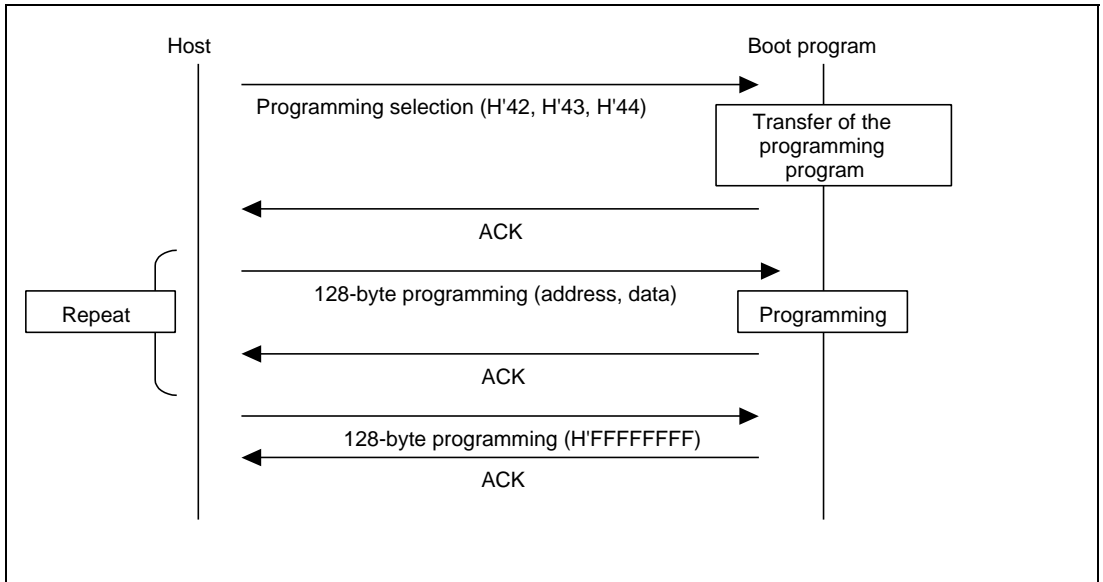 Host
Boot program
Programming selection (H'42, H'43, H'44)
Transfer of the
programming
program
ACK
128-byte programming (address, data)
Repeat
Programming
ACK
128-byte programming (H'FFFFFFFF)
ACK